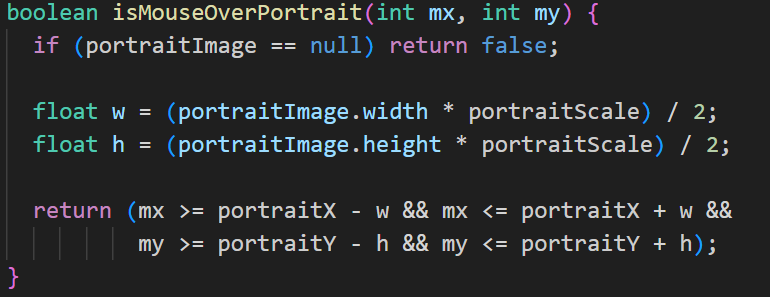 boolean isMouseOverPortrait(int mx, int my) {
  if (portraitImage == null) return false;

  float w = (portraitImage.width * portraitScale) / 2;
  float h = (portraitImage.height * portraitScale) / 2;

  return (mx >= portraitX - w && mx <= portraitX + w &&
          my >= portraitY - h && my <= portraitY + h);
}